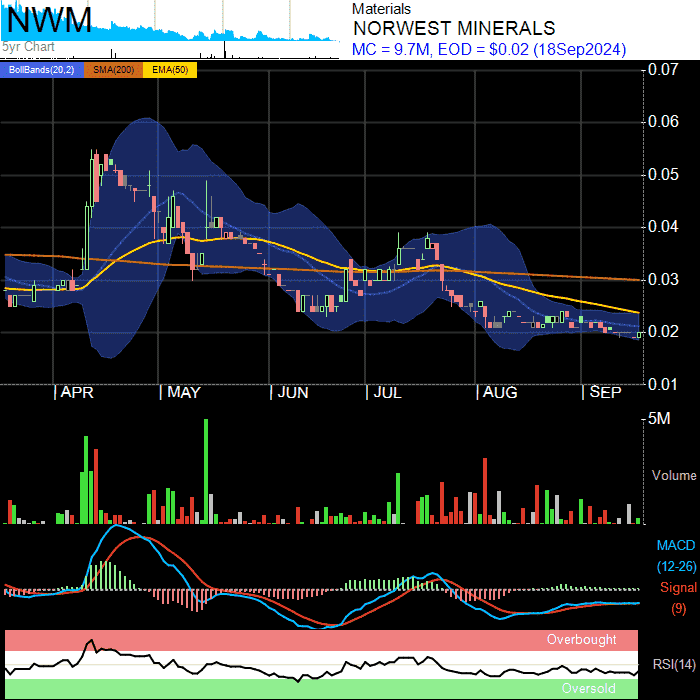 NWM
5yr Chart
Materials
NORWEST MINERALS
MC = 9.7M, EOD = $0.02 (18Sep2024)
BollBands(20,2) SMA(200) EMA(50)
0.07
0.06
0.05
0.04
0.03
0.02
0.01
APR MAY JUN JUL AUG SEP
5M
Volume
MACD
(12-26)
Signal
(9)
Overbought
RSI(14)
Oversold